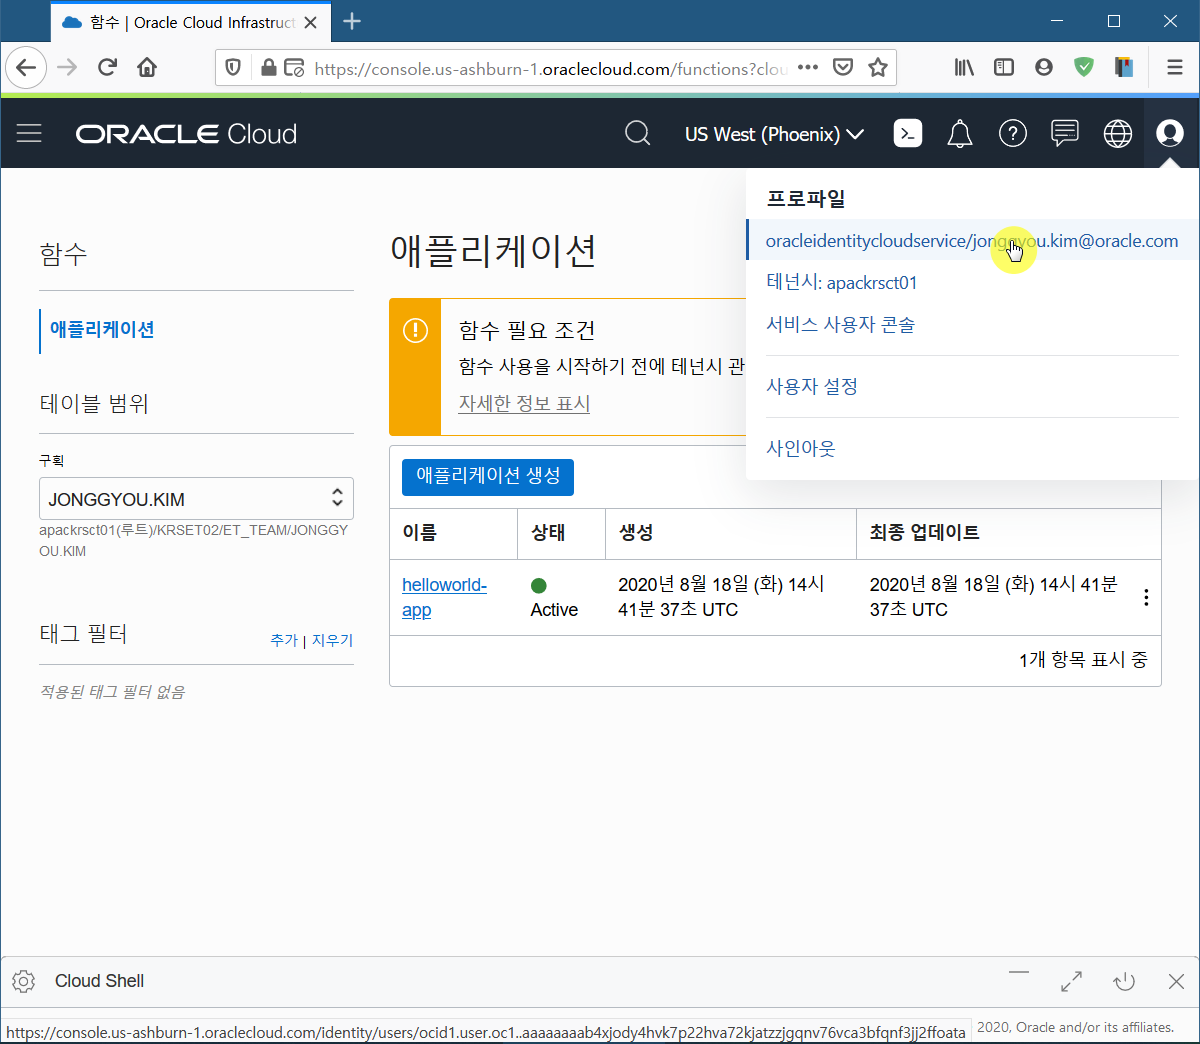 함수 | Oracle Cloud Infrastruct
https://console.us-ashburn-1.oraclecloud.com/functions?clou
ORACLE Cloud
US West (Phoenix)
프로파일
oracleidentitycloudservice/jonggyou.kim@oracle.com
테넌시: apackrsct01
서비스 사용자 콘솔
사용자 설정
사인아웃
함수
애플리케이션
테이블 범위
구획
JONGGYOU.KIM
apackrsct01(루트)/KRSET02/ET_TEAM/JONGGY
OU.KIM
태그 필터
추가 | 지우기
적용된 태그 필터 없음
애플리케이션
함수 필요 조건
함수 사용을 시작하기 전에 테넌시 관
자세한 정보 표시
애플리케이션 생성
이름 상태 생성 최종 업데이트
helloworld-
app
Active
2020년 8월 18일 (화) 14시
41분 37초 UTC
2020년 8월 18일 (화) 14시 41분
37초 UTC
1개 항목 표시 중
Cloud Shell
https://console.us-ashburn-1.oraclecloud.com/identity/users/ocid1.user.oc1..aaaaaaaab4xjody4hvk7p22hva72kjatzzjgqnv76vca3bfqnf3jj2ffoata
2020, Oracle and/or its affiliates.